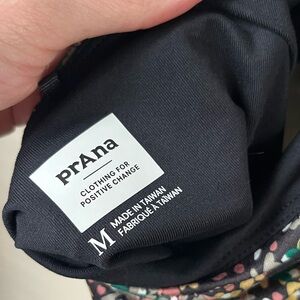 prAna
CLOTHING FOR
POSITIVE CHANGE
M
MADE IN TAIWAN
FABRIQUÉ À TAIWAN